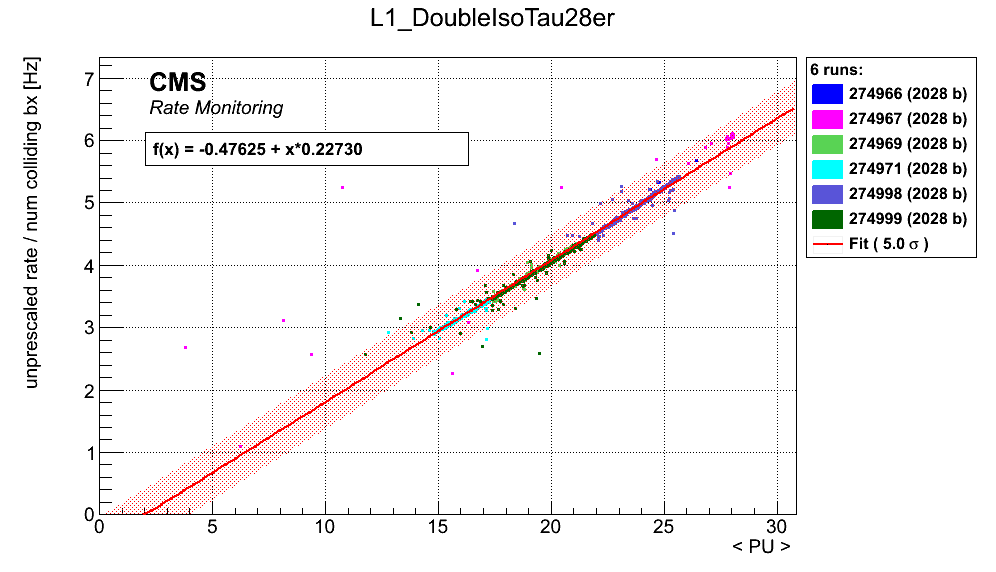 L1_DoubleIsoTau28er
unprescaled rate / num colliding bx [Hz]
CMS
Rate Monitoring
f(x) = -0.47625 + x*0.22730
7
6
5
4
3
2
1
0
0 5 10 15 20 25 30
< PU >
6 runs:
274966 (2028 b)
274967 (2028 b)
274969 (2028 b)
274971 (2028 b)
274998 (2028 b)
274999 (2028 b)
Fit ( 5.0 σ )